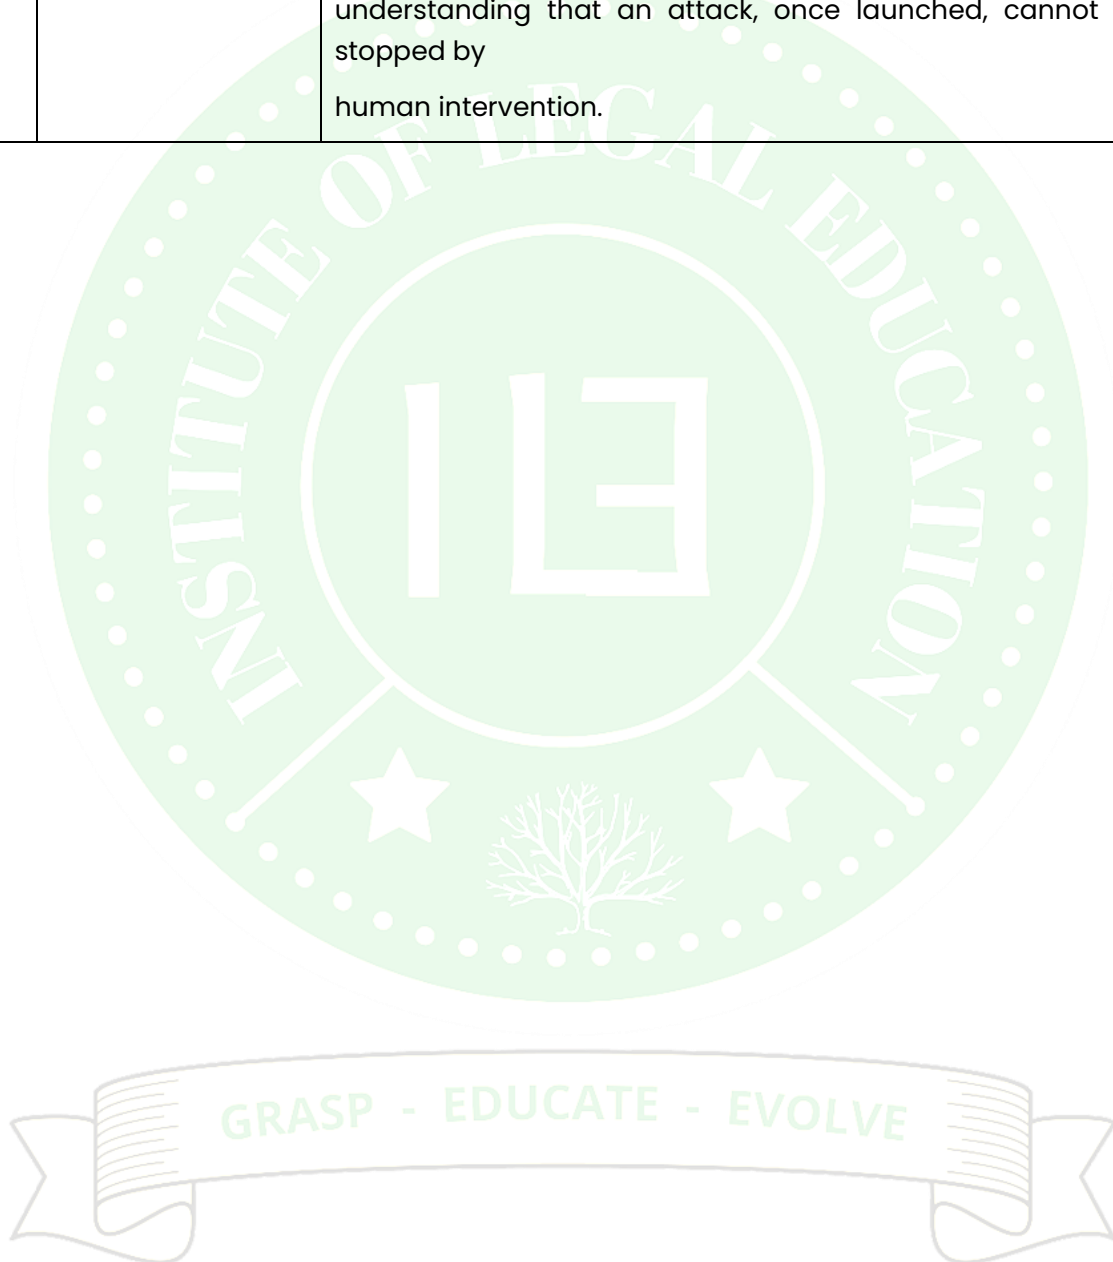 understanding that an attack, once launched, cannot
stopped by
human intervention.
INSTITUTE OF LEGAL EDUCATION
ILE
GRASP - EDUCATE - EVOLVE